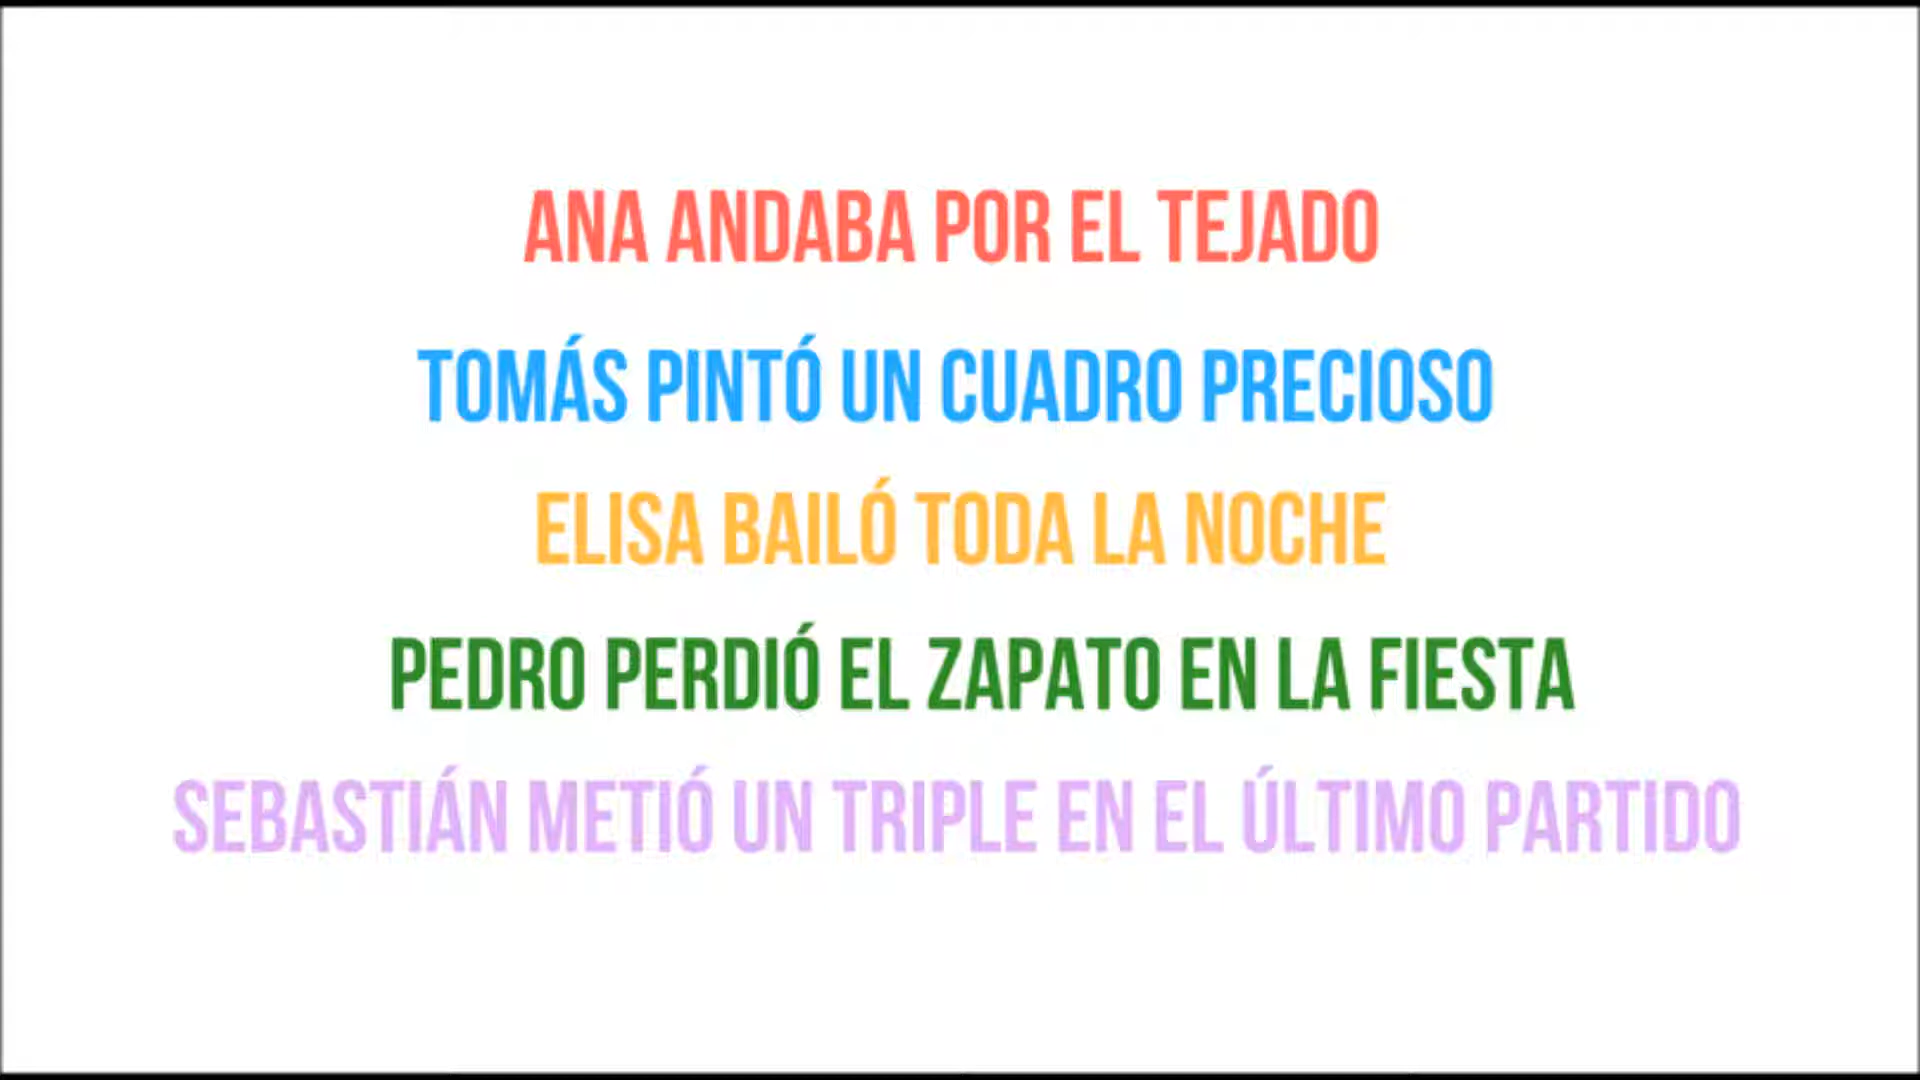 ANA ANDABA POR EL TEJADO
TOMÁS PINTÓ UN CUADRO PRECIOSO
ELISA BAILÓ TODA LA NOCHE
PEDRO PERDIÓ EL ZAPATO EN LA FIESTA
SEBASTIÁN METIÓ UN TRIPLE EN EL ÚLTIMO PARTIDO